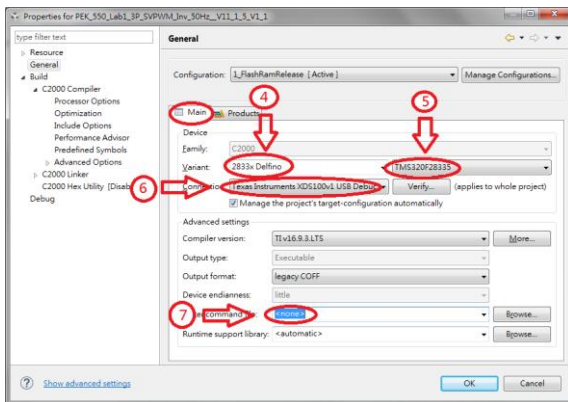 Properties for PEK_550_Lab1_3P_SVPWM_Inv_50Hz__V11_1_5_V1_1
type filter text
General
Resource
General
Build
C2000 Compiler
Processor Options
Optimization
Include Options
Performance Advisor
Predefined Symbols
Advanced Options
C2000 Linker
C2000 Hex Utility [Disab
Debug
Configuration: 1_FlashRamRelease [ Active ]
Manage Configurations...
4
5
Main
Products
Device
Family: C2000
Variant: 2833x Delfino
TMS320F28335
6
Connectio
Texas Instruments XDS100v1 USB Debug
Verify...
(applies to whole project)
Manage the project's target-configuration automatically
Advanced settings
Compiler version: TI v16.9.3.LTS
More...
Output type: Executable
Output format: legacy COFF
Device endianness: little
7
command
<none>
Browse...
Runtime support library: <automatic>
Browse...
Show advanced settings
OK
Cancel